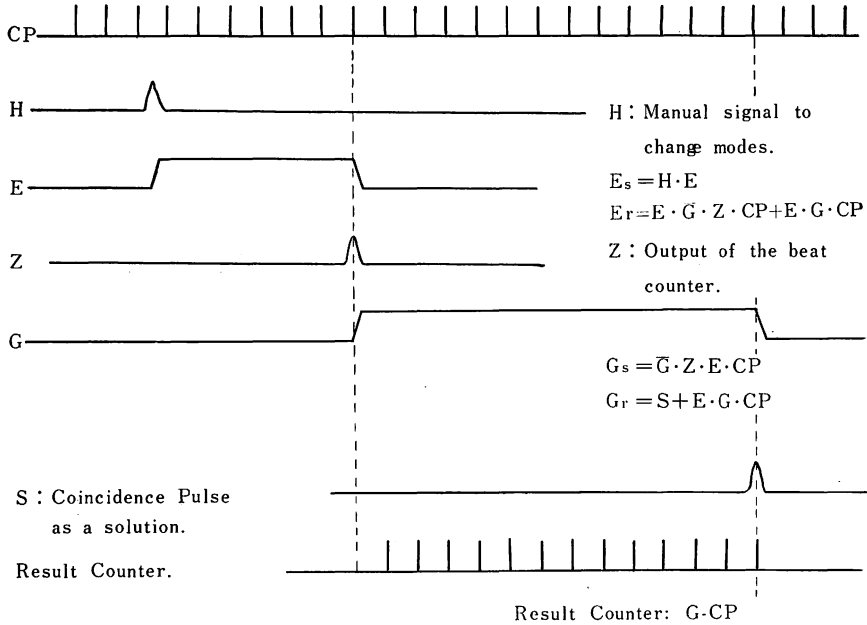 CP
H
H : Manual signal to
change modes.
E
Es = H·E
Er = E·G·Z·CP+E·G·CP
Z
Z : Output of the beat
counter.
G
Gs = G̅·Z·E·CP
Gr = S+E·G·CP
S : Coincidence Pulse
as a solution.
Result Counter.
Result Counter: G-CP